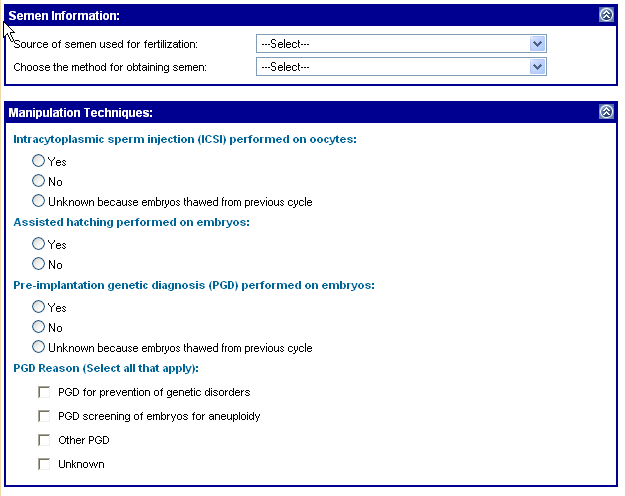 Semen Information:
Source of semen used for fertilization: ---Select---
Choose the method for obtaining semen: ---Select---
Manipulation Techniques:
Intracytoplasmic sperm injection (ICSI) performed on oocytes:
Yes
No
Unknown because embryos thawed from previous cycle
Assisted hatching performed on embryos:
Yes
No
Pre-implantation genetic diagnosis (PGD) performed on embryos:
Yes
No
Unknown because embryos thawed from previous cycle
PGD Reason (Select all that apply):
PGD for prevention of genetic disorders
PGD screening of embryos for aneuploidy
Other PGD
Unknown